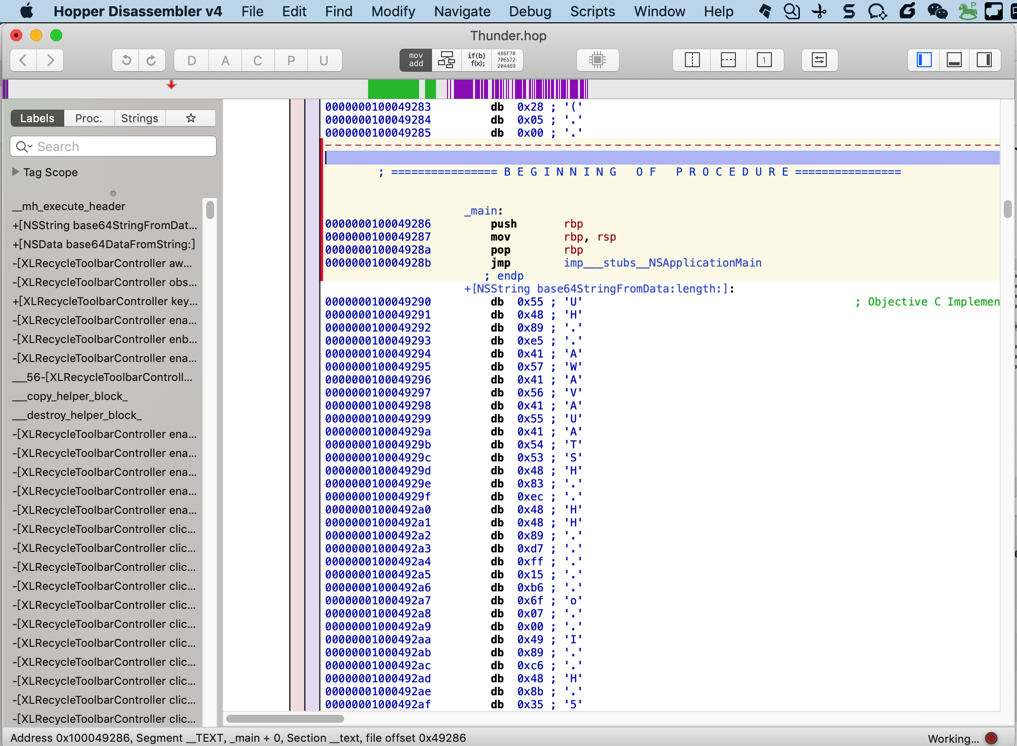 Hopper Disassembler v4 File Edit Find Modify Navigate Debug Scripts Window Help
Thunder.hop
D A C P U
mov add
if(b) f(x);
Labels Proc. Strings
Search
Tag Scope
__mh_execute_header
+[NSString base64StringFromDat...
+[NSData base64DataFromString:]
-[XLRecycleToolbarController aw...
-[XLRecycleToolbarController obs...
+[XLRecycleToolbarController key...
-[XLRecycleToolbarController ena...
-[XLRecycleToolbarController enb...
-[XLRecycleToolbarController ena...
___56-[XLRecycleToolbarControll...
___copy_helper_block_
___destroy_helper_block_
-[XLRecycleToolbarController ena...
-[XLRecycleToolbarController ena...
-[XLRecycleToolbarController ena...
-[XLRecycleToolbarController ena...
-[XLRecycleToolbarController ena...
-[XLRecycleToolbarController clic...
-[XLRecycleToolbarController clic...
-[XLRecycleToolbarController clic...
-[XLRecycleToolbarController clic...
-[XLRecycleToolbarController clic...
-[XLRecycleToolbarController clic...
-[XLRecycleToolbarController clic...
-[XLRecycleToolbarController clic...
-[XLRecycleToolbarController clic...
-[XLRecycleToolbarController clic...
-[XLRecycleToolbarController clic...
0000000100049283 db 0x28 ; '('
0000000100049284 db 0x05 ; '.'
0000000100049285 db 0x00 ; '.'
; ================ B E G I N N I N G   O F   P R O C E D U R E ================
_main:
0000000100049286 push rbp
0000000100049287 mov rbp, rsp
000000010004928a pop rbp
000000010004928b jmp imp___stubs__NSApplicationMain
; endp
+[NSString base64StringFromData:length:]:
0000000100049290 db 0x55 ; 'U' ; Objective C Implemen
0000000100049291 db 0x48 ; 'H'
0000000100049292 db 0x89 ; '.'
0000000100049293 db 0xe5 ; '.'
0000000100049294 db 0x41 ; 'A'
0000000100049295 db 0x57 ; 'W'
0000000100049296 db 0x41 ; 'A'
0000000100049297 db 0x56 ; 'V'
0000000100049298 db 0x41 ; 'A'
0000000100049299 db 0x55 ; 'U'
000000010004929a db 0x41 ; 'A'
000000010004929b db 0x54 ; 'T'
000000010004929c db 0x53 ; 'S'
000000010004929d db 0x48 ; 'H'
000000010004929e db 0x83 ; '.'
000000010004929f db 0xec ; '.'
00000001000492a0 db 0x48 ; 'H'
00000001000492a1 db 0x48 ; 'H'
00000001000492a2 db 0x89 ; '.'
00000001000492a3 db 0xd7 ; '.'
00000001000492a4 db 0xff ; '.'
00000001000492a5 db 0x15 ; '.'
00000001000492a6 db 0xb6 ; '.'
00000001000492a7 db 0x6f ; 'o'
00000001000492a8 db 0x07 ; '.'
00000001000492a9 db 0x00 ; '.'
00000001000492aa db 0x49 ; 'I'
00000001000492ab db 0x89 ; '.'
00000001000492ac db 0xc6 ; '.'
00000001000492ad db 0x48 ; 'H'
00000001000492ae db 0x8b ; '.'
00000001000492af db 0x35 ; '5'
Address 0x100049286, Segment __TEXT, _main + 0, Section __text, file offset 0x49286
Working...